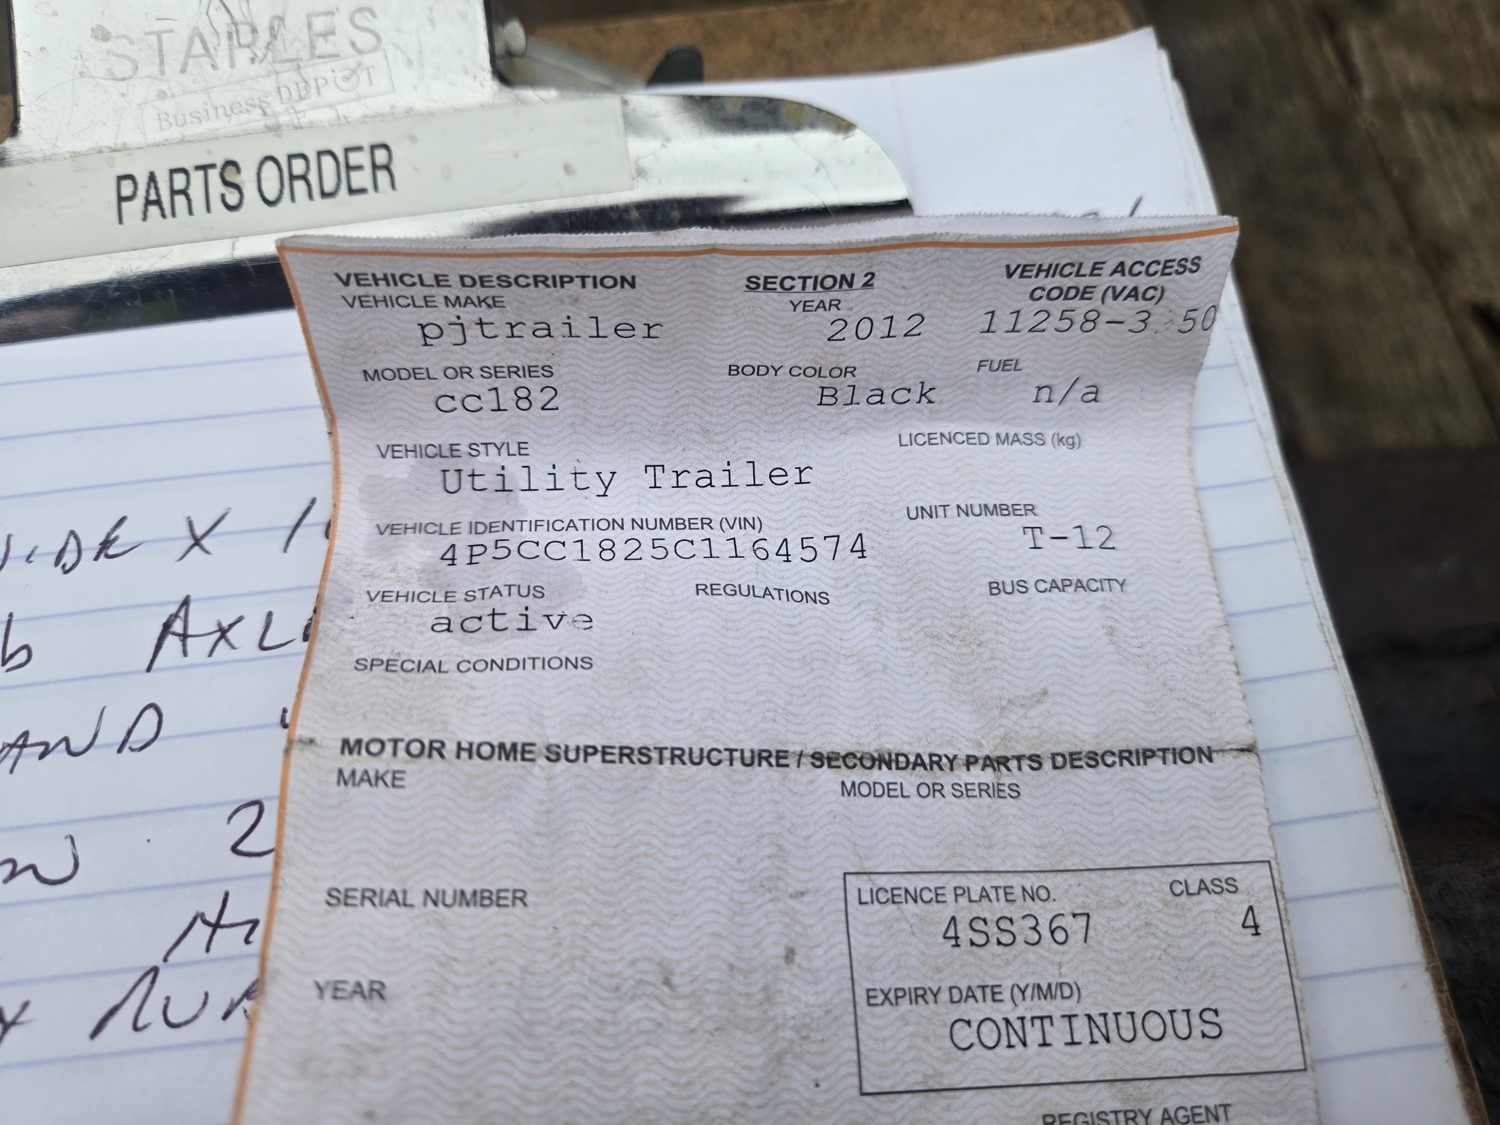 STAPLES
Business DEPOT
PARTS ORDER
VEHICLE DESCRIPTION SECTION 2 VEHICLE ACCESS
CODE (VAC)
VEHICLE MAKE YEAR
pjtrailer 2012
MODEL OR SERIES BODY COLOR FUEL
cc182 Black n/a
VEHICLE STYLE LICENCED MASS (kg)
Utility Trailer
VEHICLE IDENTIFICATION NUMBER (VIN) UNIT NUMBER
4P5CC1825C1164574 T-12
VEHICLE STATUS REGULATIONS BUS CAPACITY
active
SPECIAL CONDITIONS
MOTOR HOME SUPERSTRUCTURE / SECONDARY PARTS DESCRIPTION
MAKE MODEL OR SERIES
SERIAL NUMBER
YEAR
LICENCE PLATE NO. CLASS
4SS367 4
EXPIRY DATE (Y/M/D)
CONTINUOUS
REGISTRY AGENT
X
AND
2